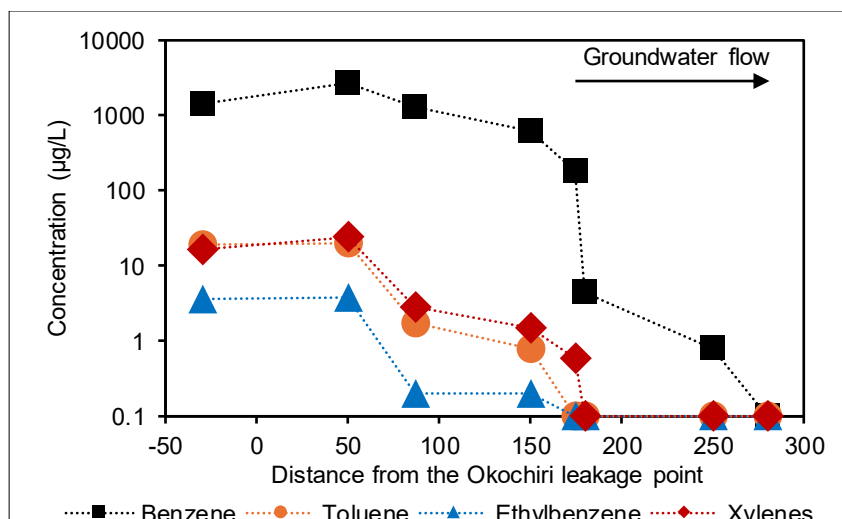 10000
1000
100
10
1
0.1
Concentration (µg/L)
Groundwater flow
-50 0 50 100 150 200 250 300
Distance from the Okochiri leakage point
Benzene Toluene Ethylbenzene Xylenes